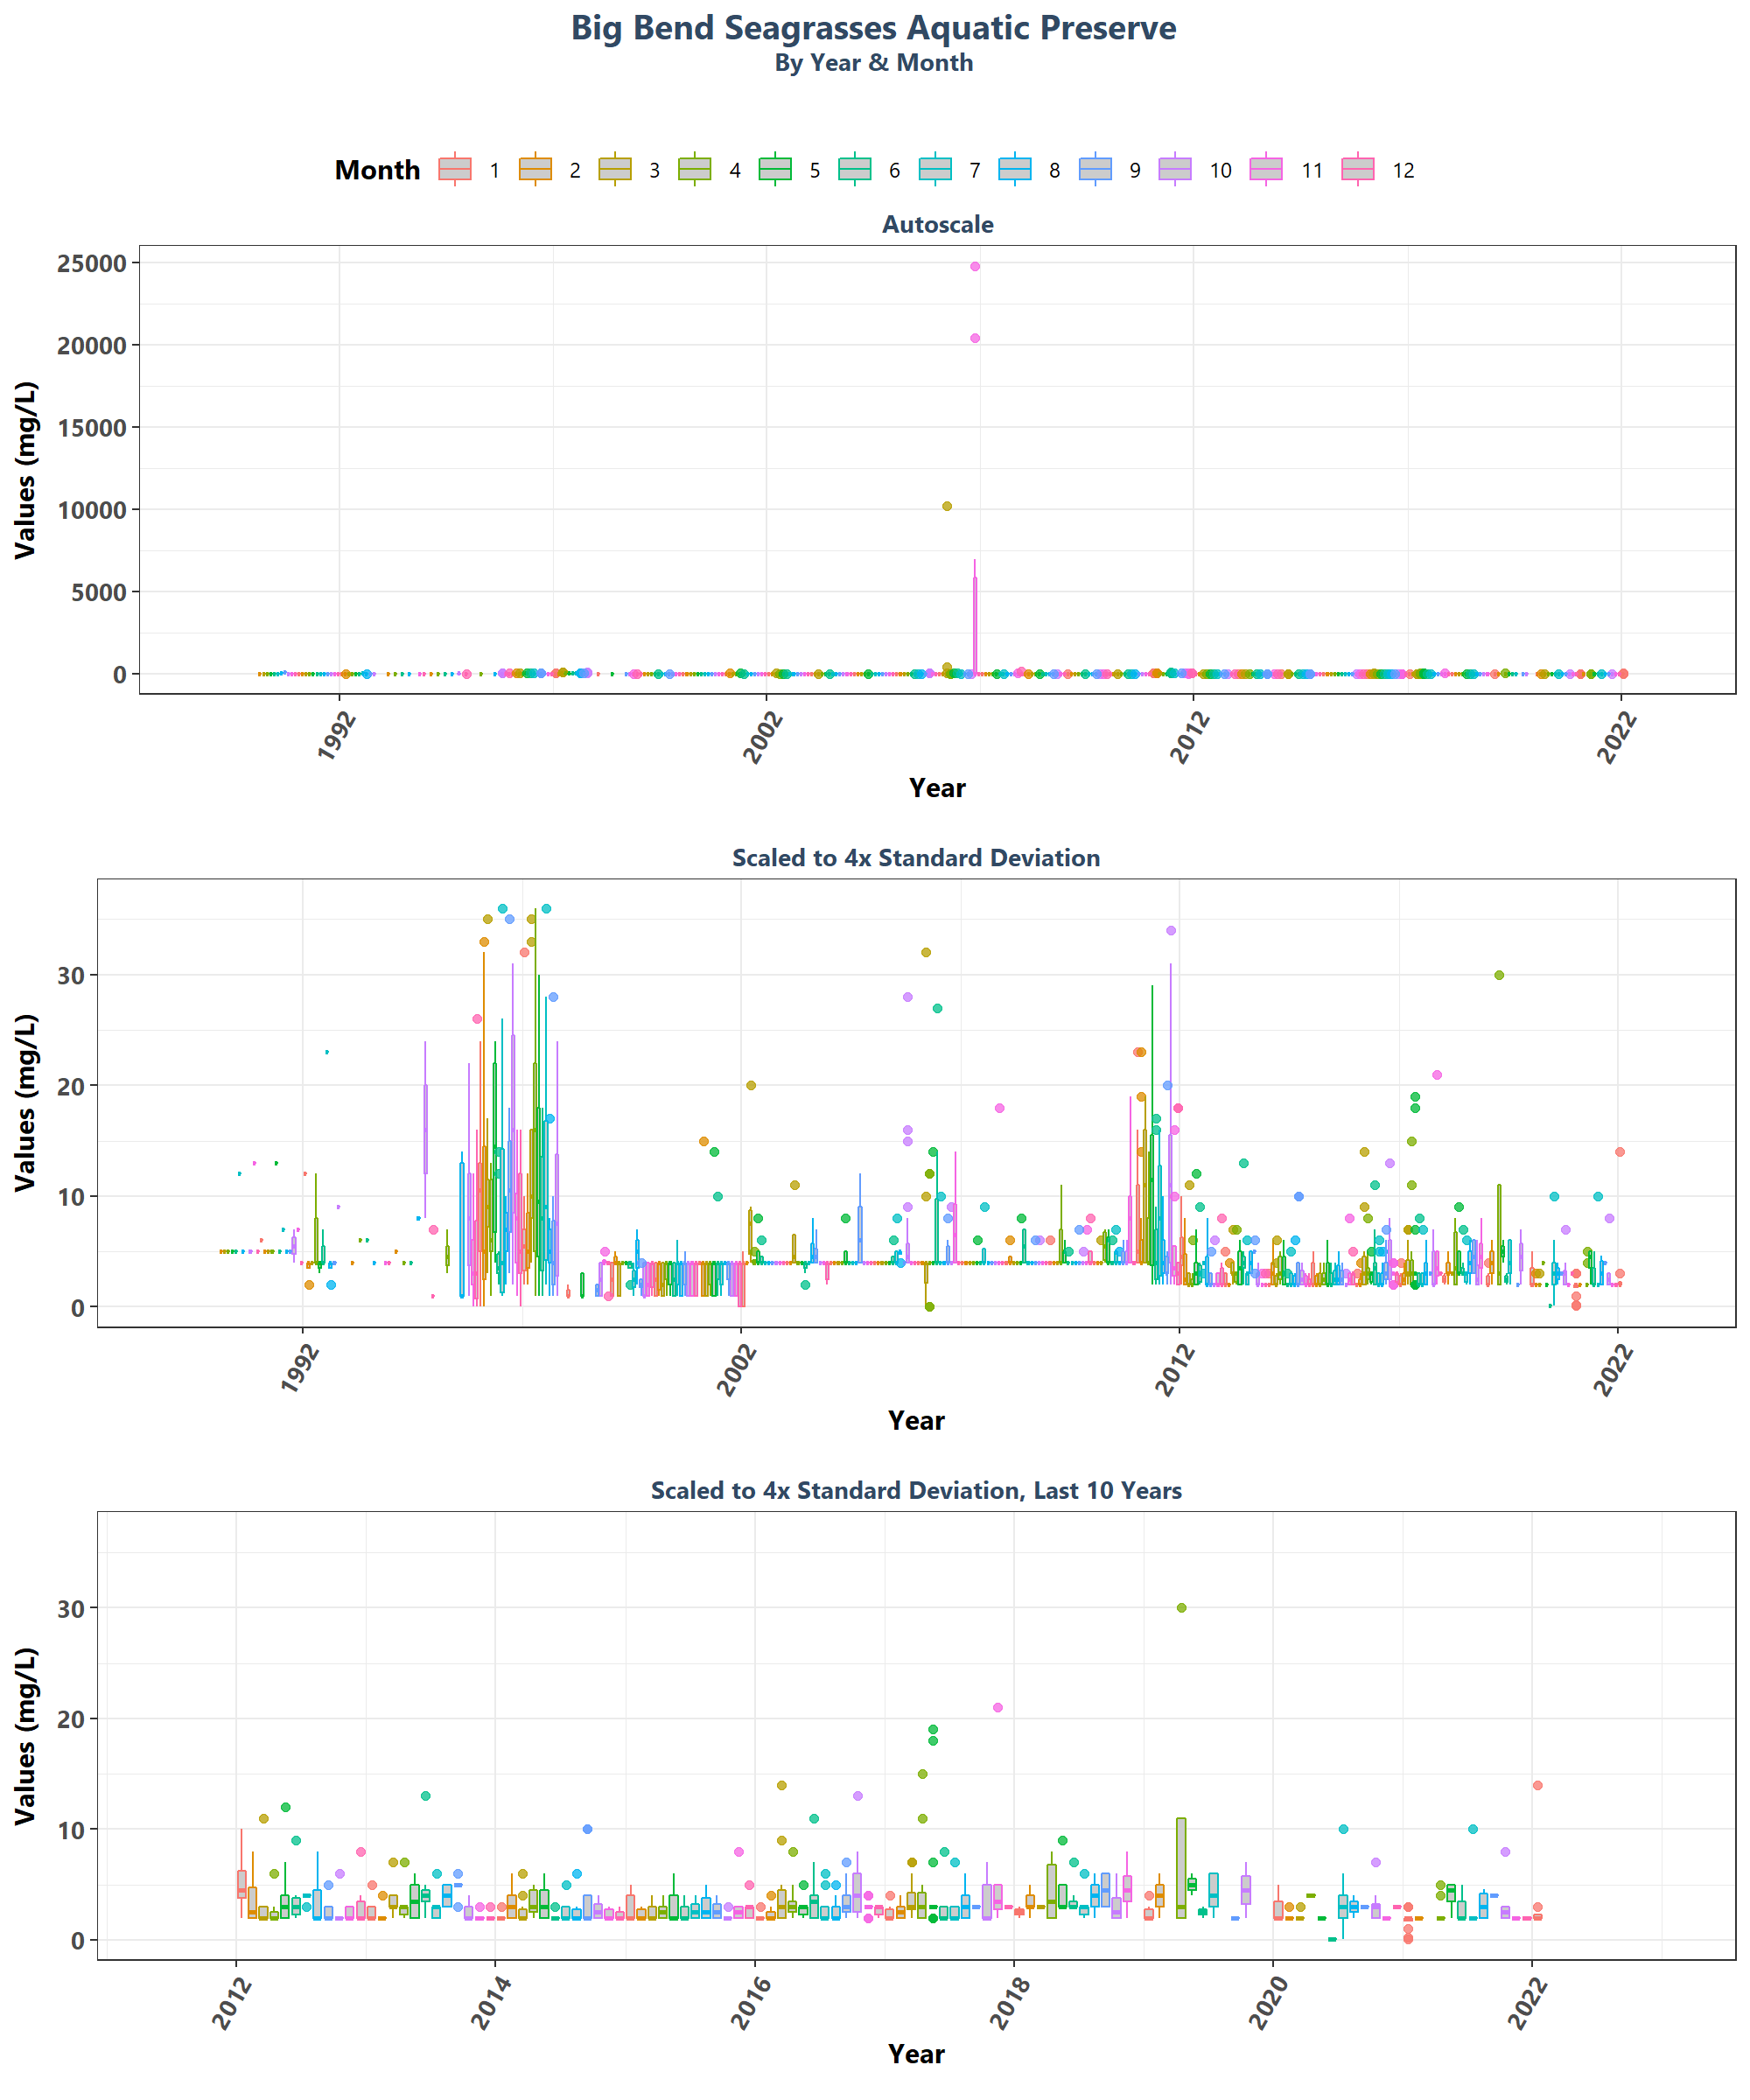 Big Bend Seagrasses Aquatic Preserve
By Year & Month
Month 1 2 3 4 5 6 7 8 9 10 11 12
Autoscale
Values (mg/L)
25000
20000
15000
10000
5000
0
1992 2002 2012 2022
Year
Scaled to 4x Standard Deviation
Values (mg/L)
30
20
10
0
1992 2002 2012 2022
Year
Scaled to 4x Standard Deviation, Last 10 Years
Values (mg/L)
30
20
10
0
2012 2014 2016 2018 2020 2022
Year